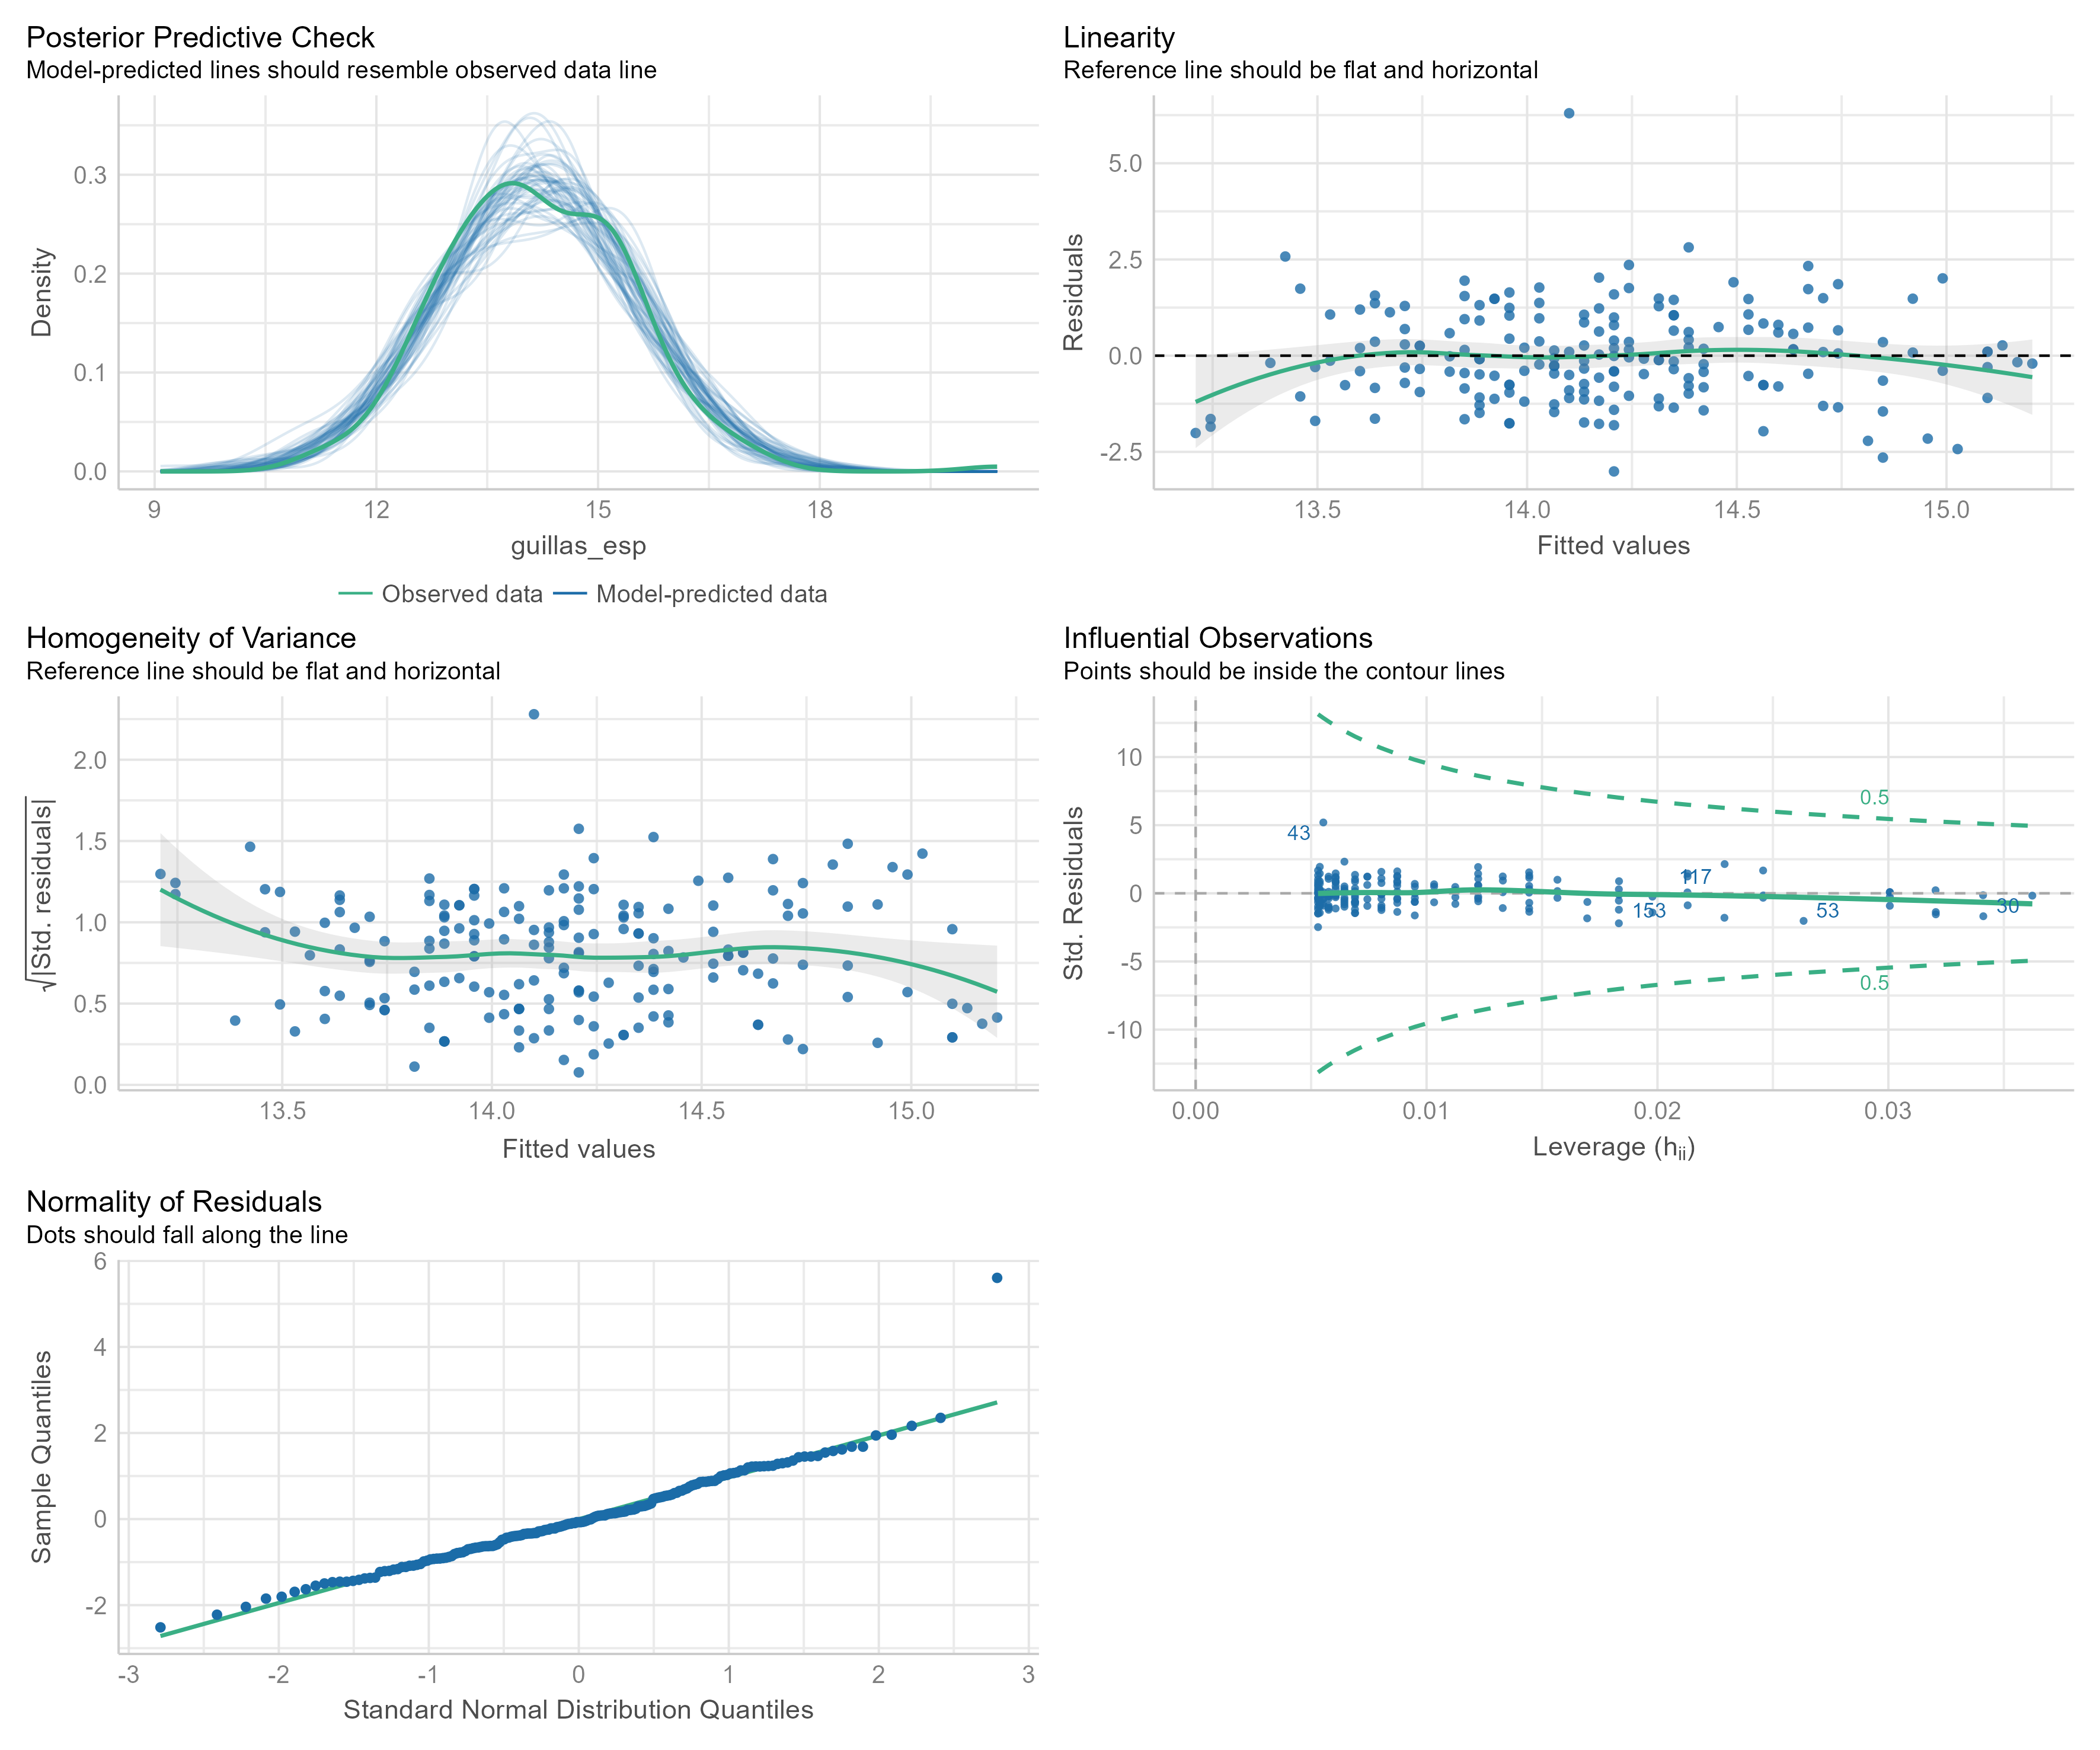 Posterior Predictive Check
Model-predicted lines should resemble observed data line
Density
0.3
0.2
0.1
0.0
9 12 15 18
guillas_esp
Observed data Model-predicted data
Linearity
Reference line should be flat and horizontal
Residuals
5.0
2.5
0.0
-2.5
13.5 14.0 14.5 15.0
Fitted values
Homogeneity of Variance
Reference line should be flat and horizontal
√|Std. residuals|
2.0
1.5
1.0
0.5
0.0
13.5 14.0 14.5 15.0
Fitted values
Influential Observations
Points should be inside the contour lines
Std. Residuals
10
5
0
-5
-10
0.5
43
117
153
53
30
0.5
0.00 0.01 0.02 0.03
Leverage (hii)
Normality of Residuals
Dots should fall along the line
Sample Quantiles
6
4
2
0
-2
-3 -2 -1 0 1 2 3
Standard Normal Distribution Quantiles